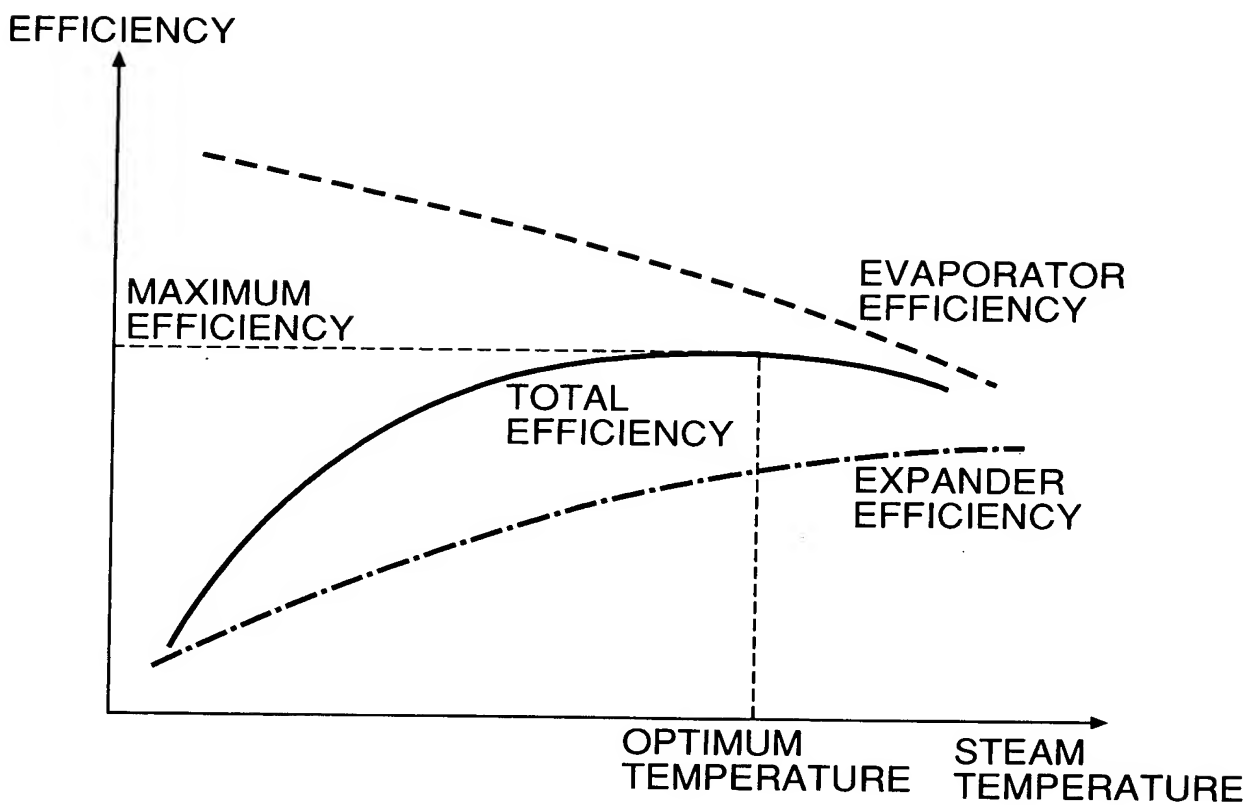 EFFICIENCY
MAXIMUM
EFFICIENCY
EVAPORATOR
EFFICIENCY
TOTAL
EFFICIENCY
EXPANDER
EFFICIENCY
OPTIMUM
TEMPERATURE
STEAM
TEMPERATURE